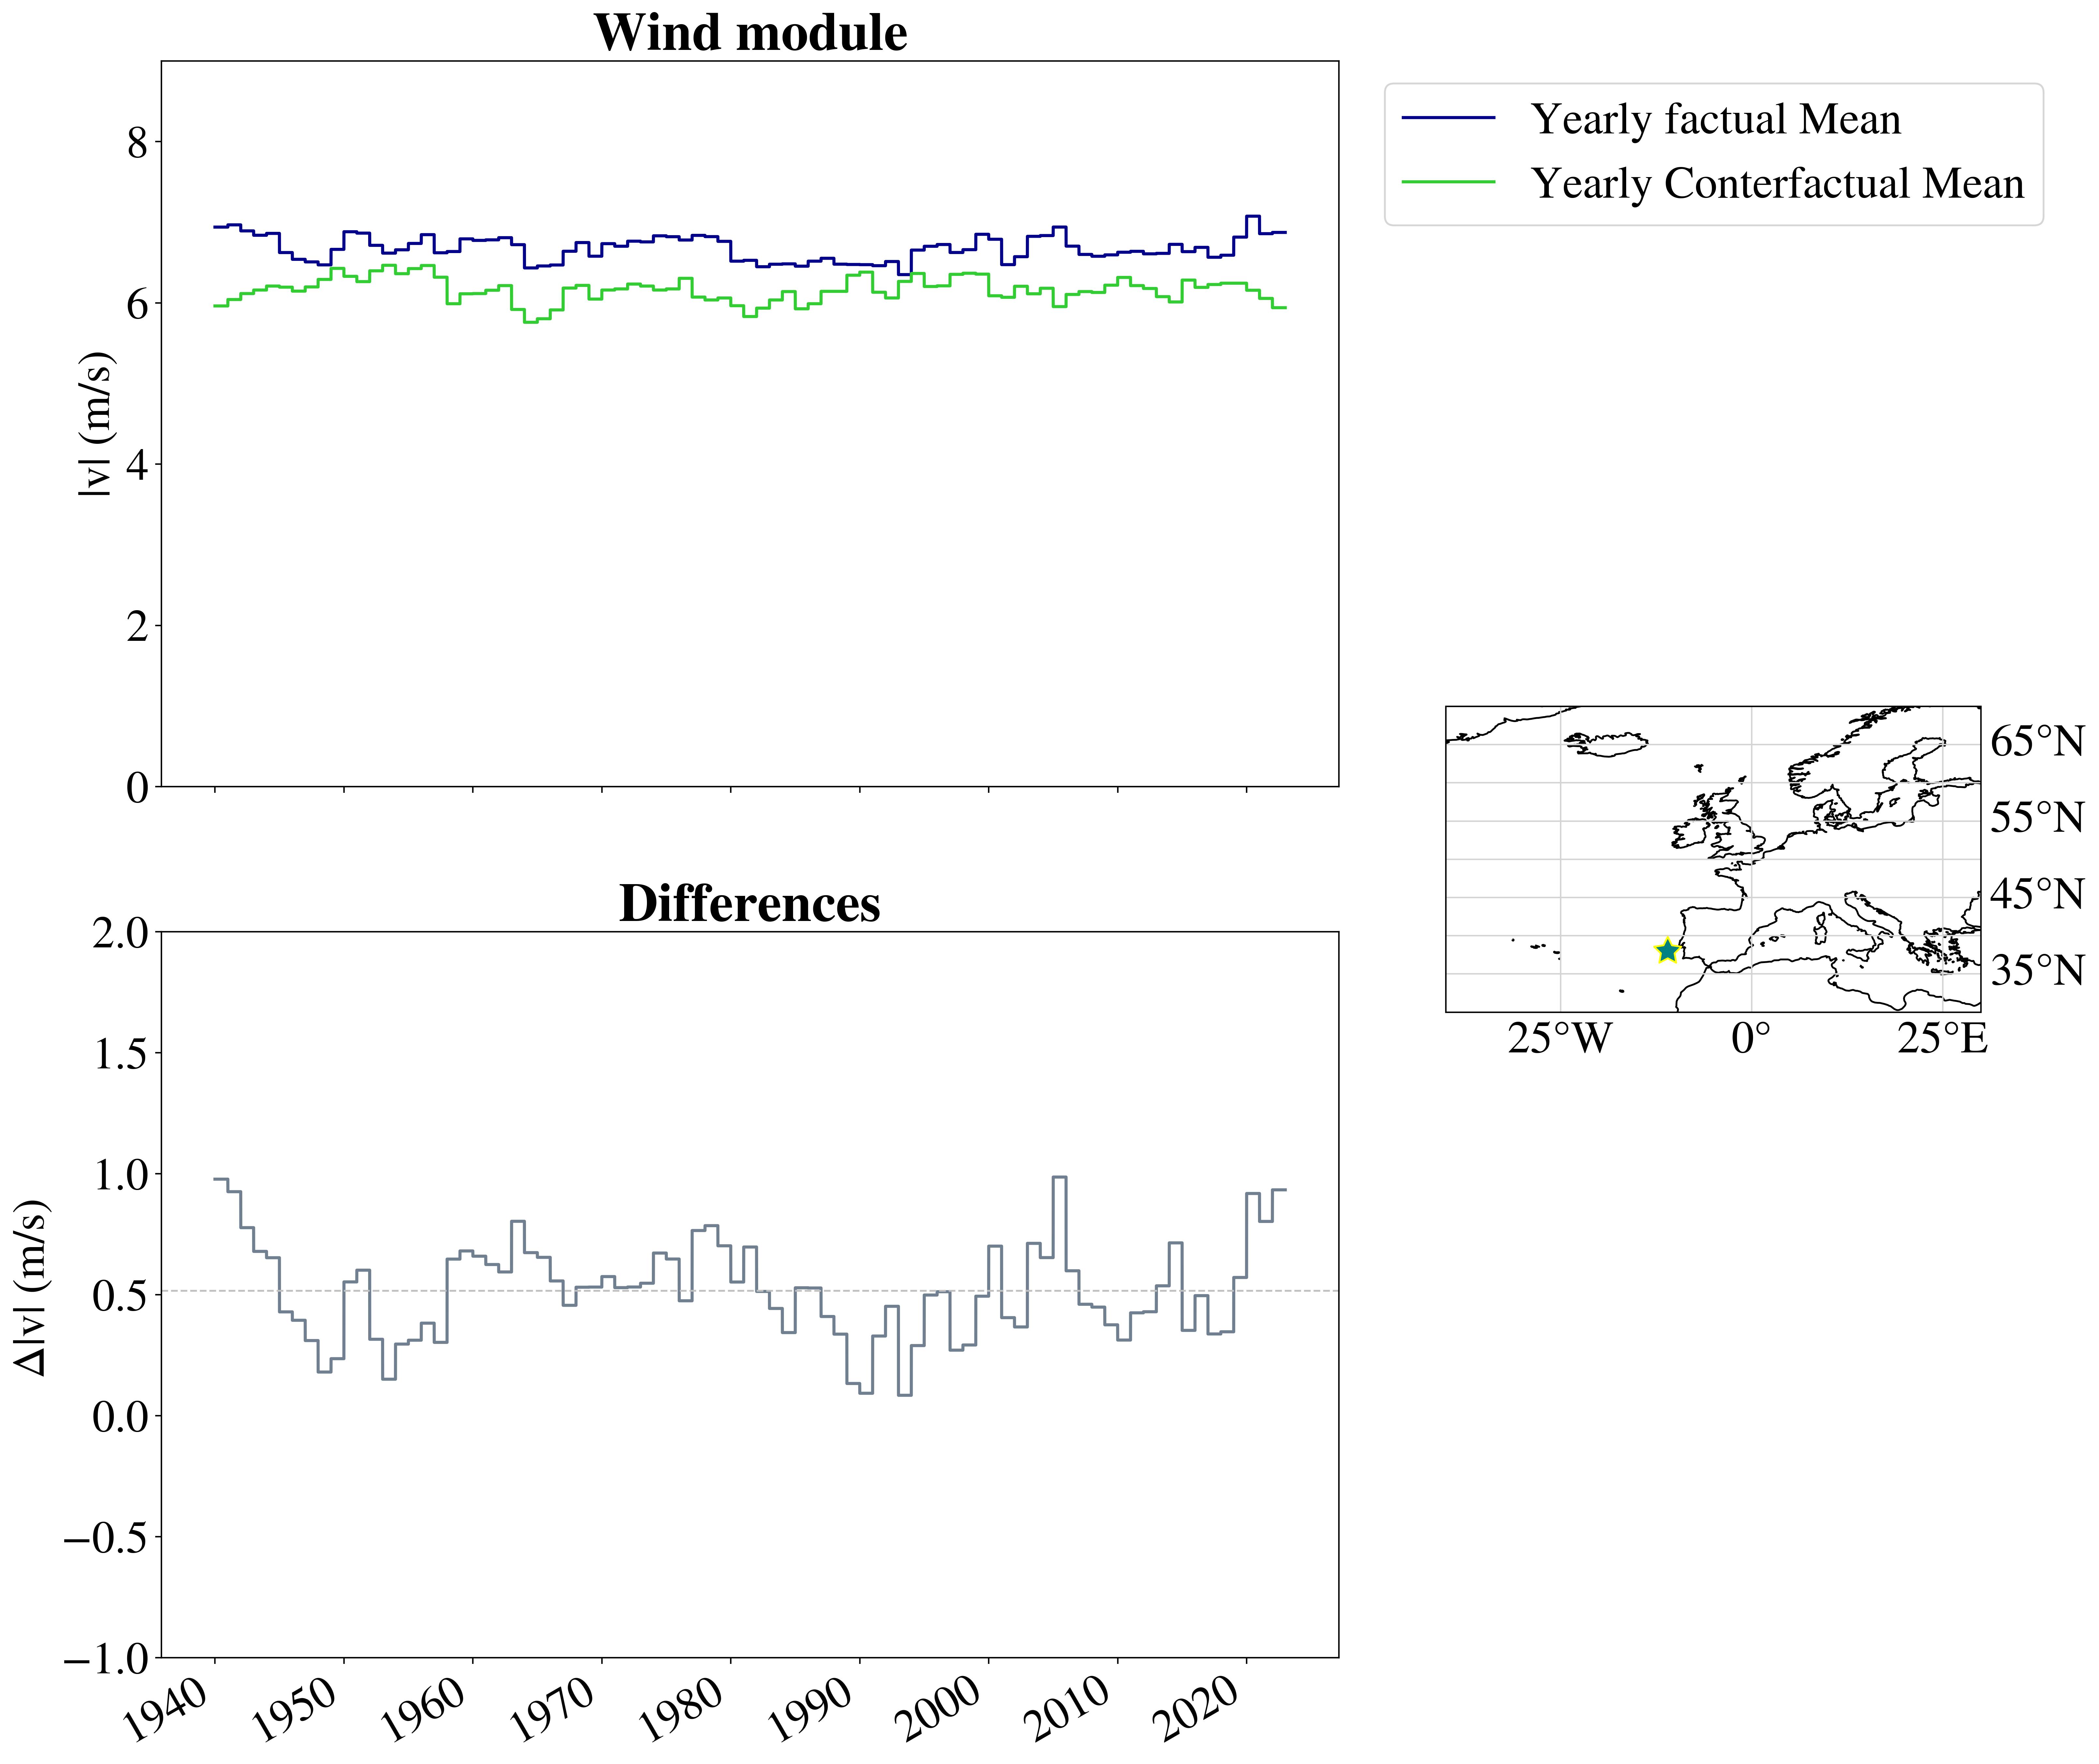 Wind module
8
6
4
2
0
|v| (m/s)
Yearly factual Mean
Yearly Conterfactual Mean
65°N
55°N
45°N
35°N
25°W 0° 25°E
Differences
2.0
1.5
1.0
0.5
0.0
−0.5
−1.0
Δ|v| (m/s)
1940 1950 1960 1970 1980 1990 2000 2010 2020